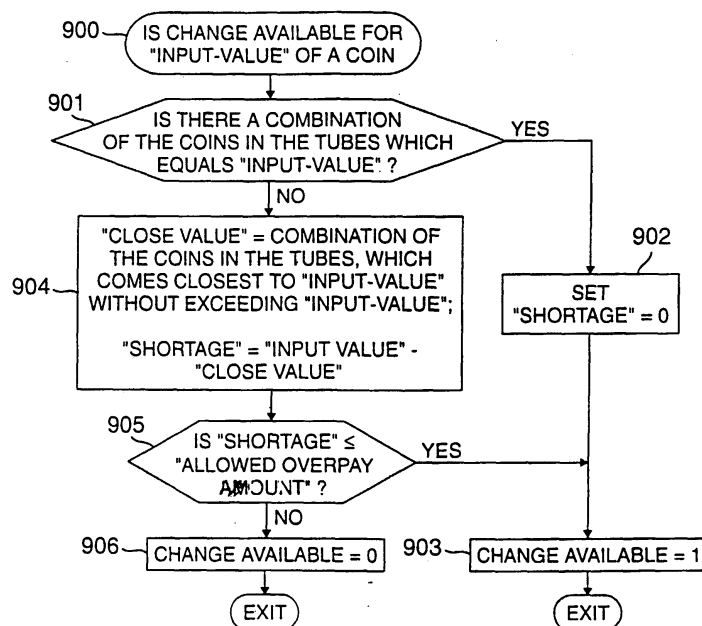 900
IS CHANGE AVAILABLE FOR
"INPUT-VALUE" OF A COIN
901
IS THERE A COMBINATION
OF THE COINS IN THE TUBES WHICH
EQUALS "INPUT-VALUE" ?
YES
NO
902
SET
"SHORTAGE" = 0
904
"CLOSE VALUE" = COMBINATION OF
THE COINS IN THE TUBES, WHICH
COMES CLOSEST TO "INPUT-VALUE"
WITHOUT EXCEEDING "INPUT-VALUE";
"SHORTAGE" = "INPUT VALUE" -
"CLOSE VALUE"
905
IS "SHORTAGE" ≤
"ALLOWED OVERPAY
AMOUNT" ?
YES
NO
906
CHANGE AVAILABLE = 0
903
CHANGE AVAILABLE = 1
EXIT
EXIT